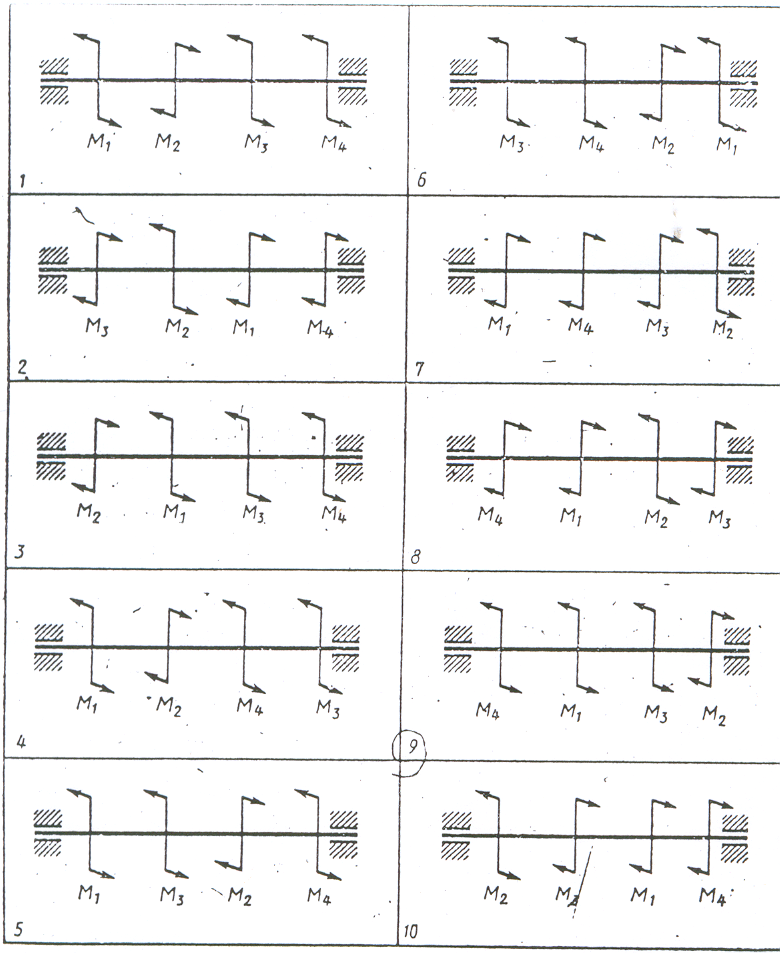 M₁ M₂ M₃ M₄
1
M₃ M₄ M₂ M₁
6
M₃ M₂ M₁ M₄
2
M₁ M₄ M₃ M₂
7
M₂ M₁ M₃ M₄
3
M₄ M₁ M₂ M₃
8
M₁ M₂ M₄ M₃
4
M₄ M₁ M₃ M₂
9
M₁ M₃ M₂ M₄
5
M₂ M₁ M₄
10